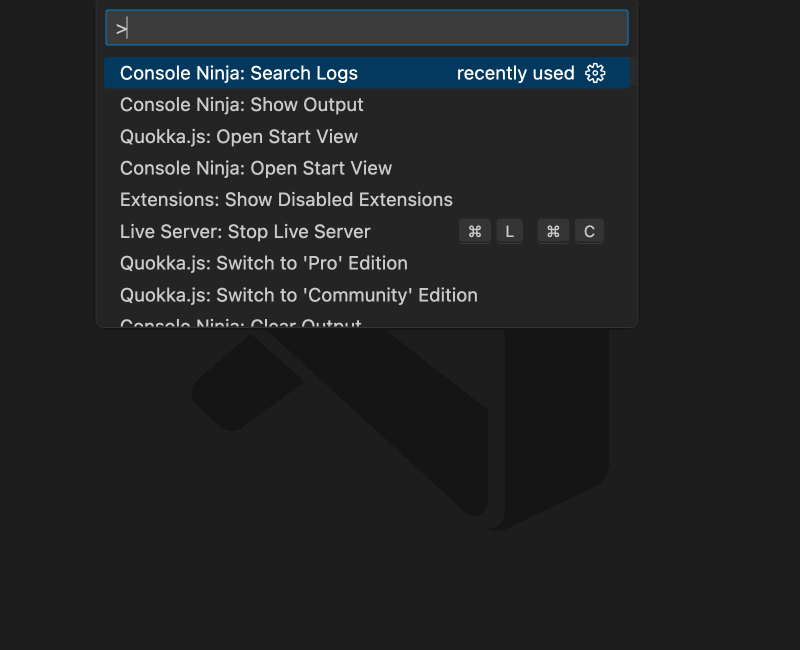 >
Console Ninja: Search Logs recently used
Console Ninja: Show Output
Quokka.js: Open Start View
Console Ninja: Open Start View
Extensions: Show Disabled Extensions
Live Server: Stop Live Server ⌘ L ⌘ C
Quokka.js: Switch to 'Pro' Edition
Quokka.js: Switch to 'Community' Edition
Console Ninja: Clear Output